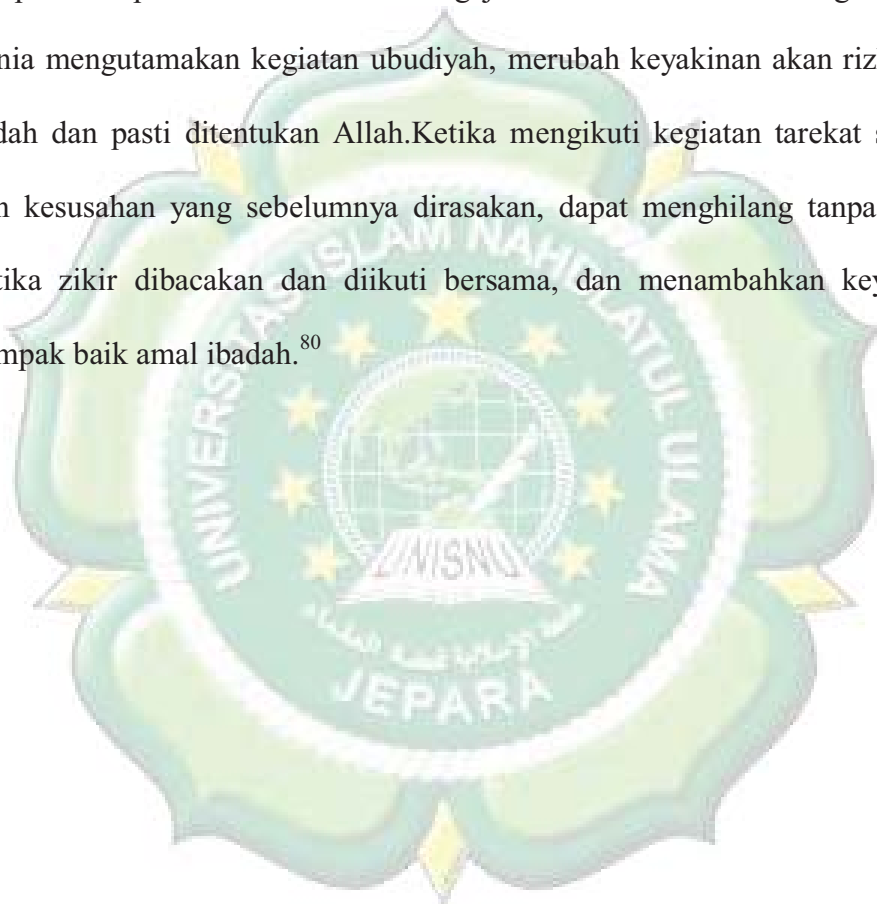 nia mengutamakan kegiatan ubudiyah, merubah keyakinan akan riz
dah dan pasti ditentukan Allah.Ketika mengikuti kegiatan tarekat s
n kesusahan yang sebelumnya dirasakan, dapat menghilang tanpa
tika zikir dibacakan dan diikuti bersama, dan menambahkan key
mpak baik amal ibadah.80
UNIVERSITAS ISLAM NAHDLATUL ULAMA
UNISNU
JEPARA